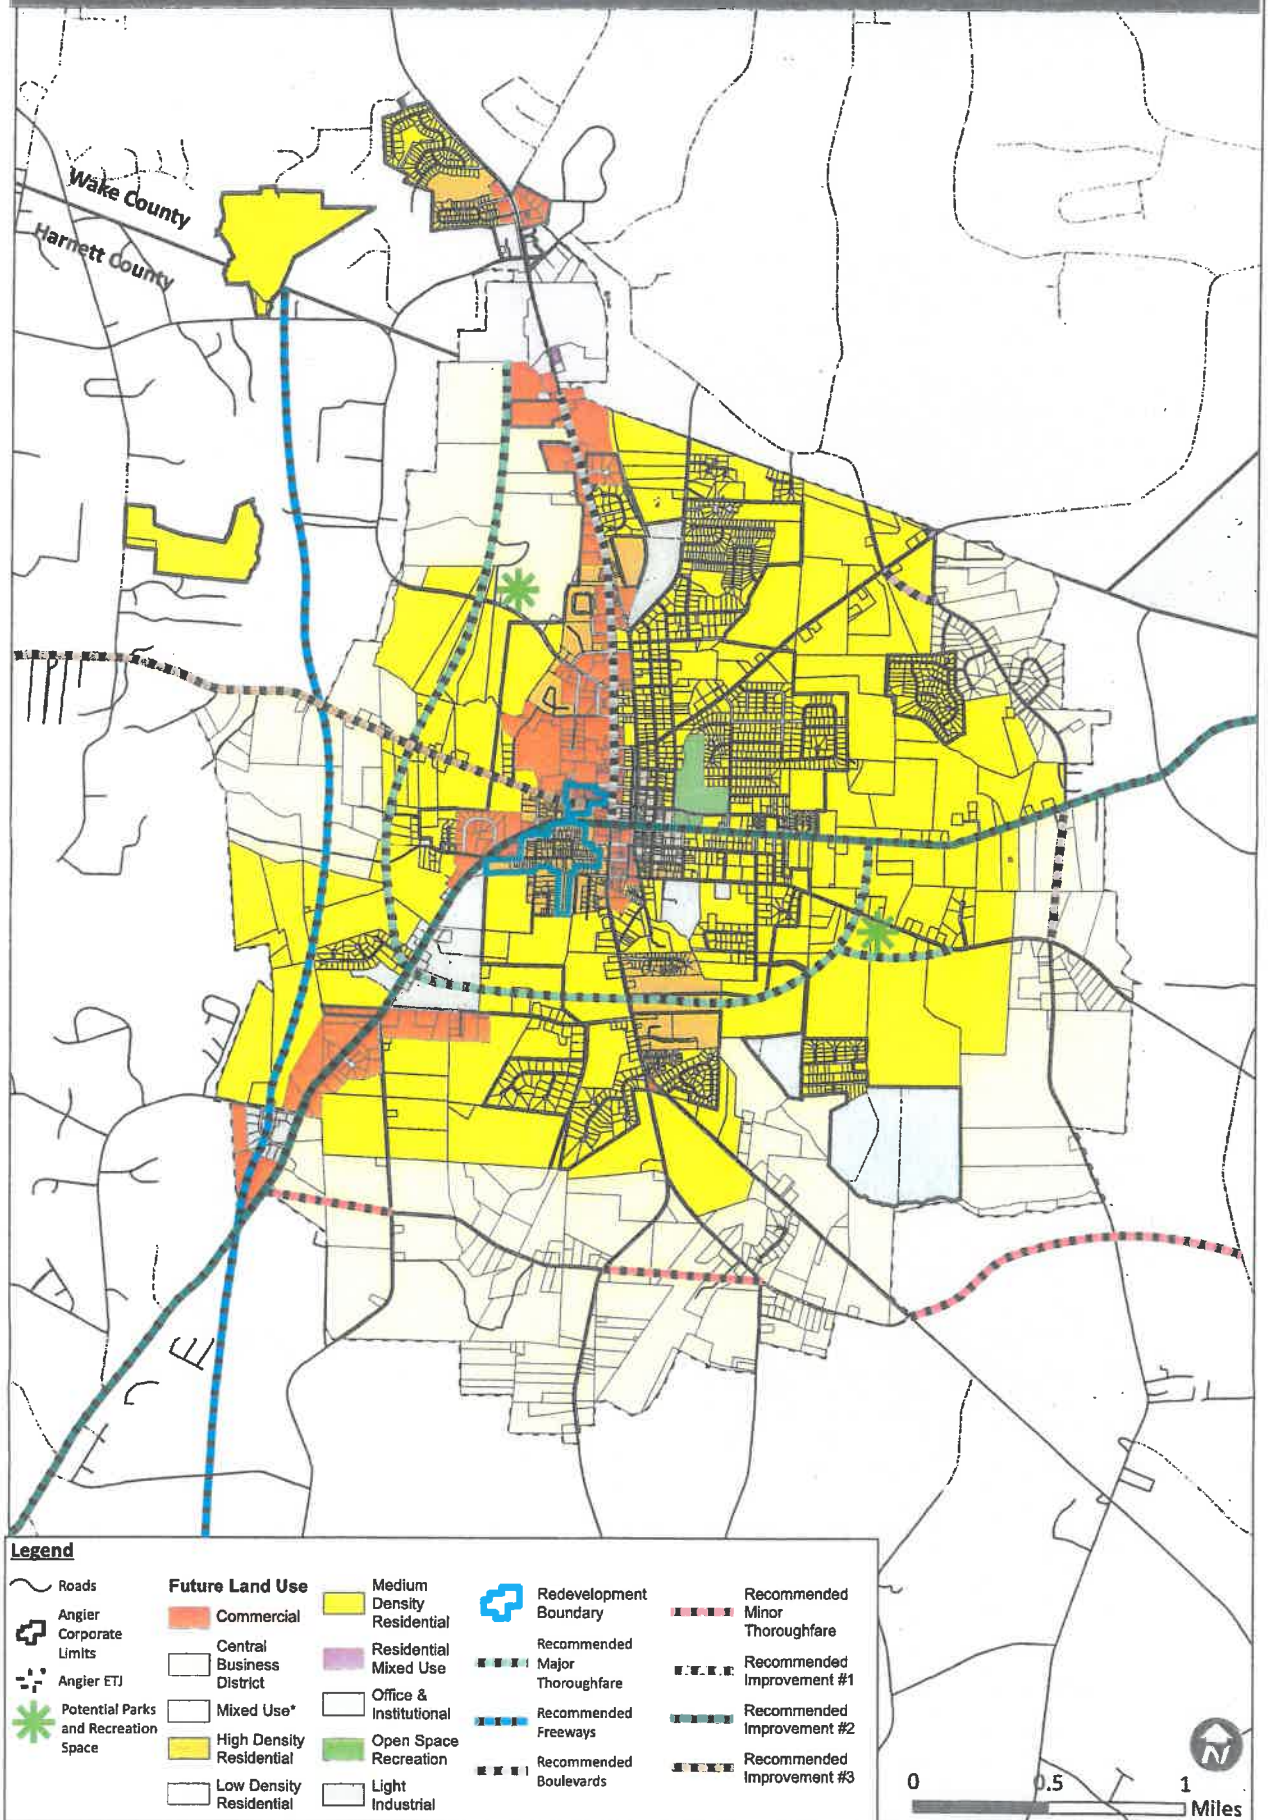 Wake County
Harnett County
Legend
Roads
Angier
Corporate
Limits
Angier ETJ
Potential Parks
and Recreation
Space
Future Land Use
Commercial
Central
Business
District
Mixed Use*
High Density
Residential
Low Density
Residential
Medium
Density
Residential
Residential
Mixed Use
Office &
Institutional
Open Space
Recreation
Light
Industrial
Redevelopment
Boundary
Recommended
Major
Thoroughfare
Recommended
Freeways
Recommended
Boulevards
Recommended
Minor
Thoroughfare
Recommended
Improvement #1
Recommended
Improvement #2
Recommended
Improvement #3
N
0 0.5 1
Miles